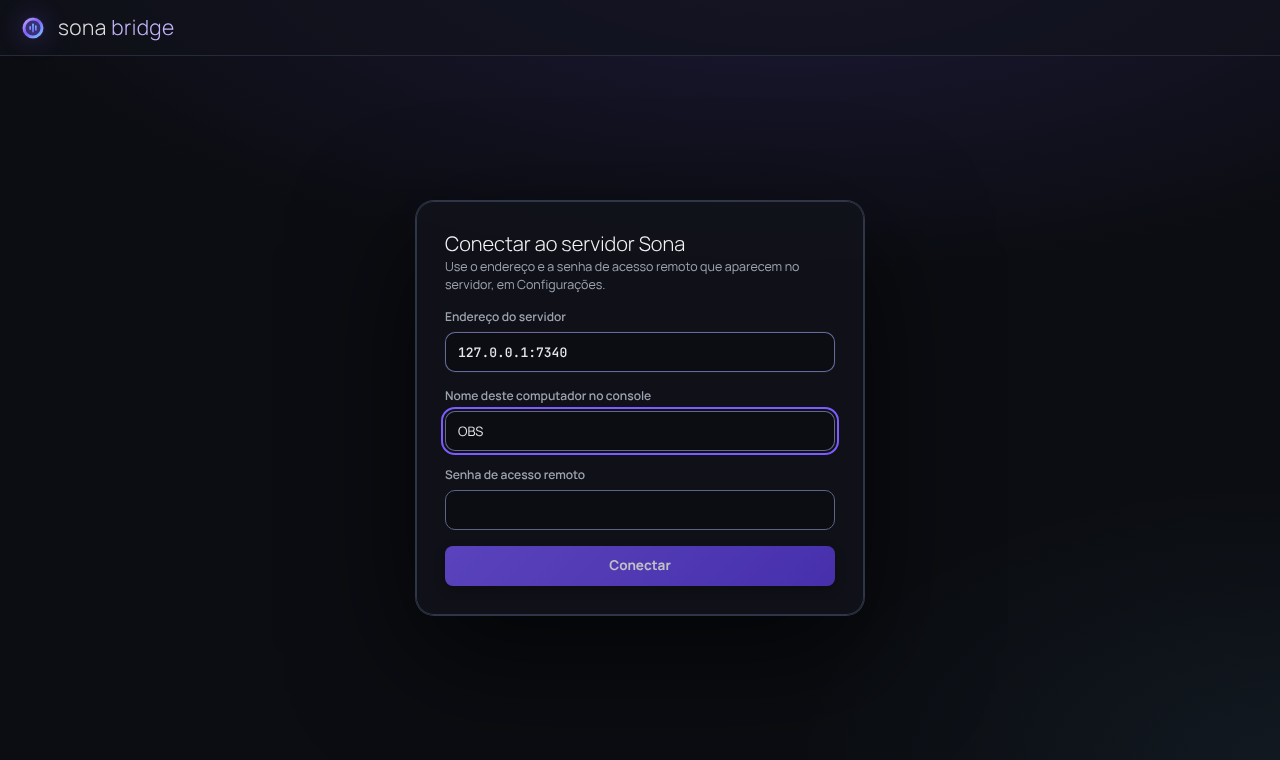 sona bridge
Conectar ao servidor Sona
Use o endereço e a senha de acesso remoto que aparecem no
servidor, em Configurações.
Endereço do servidor
127.0.0.1:7340
Nome deste computador no console
OBS
Senha de acesso remoto
Conectar